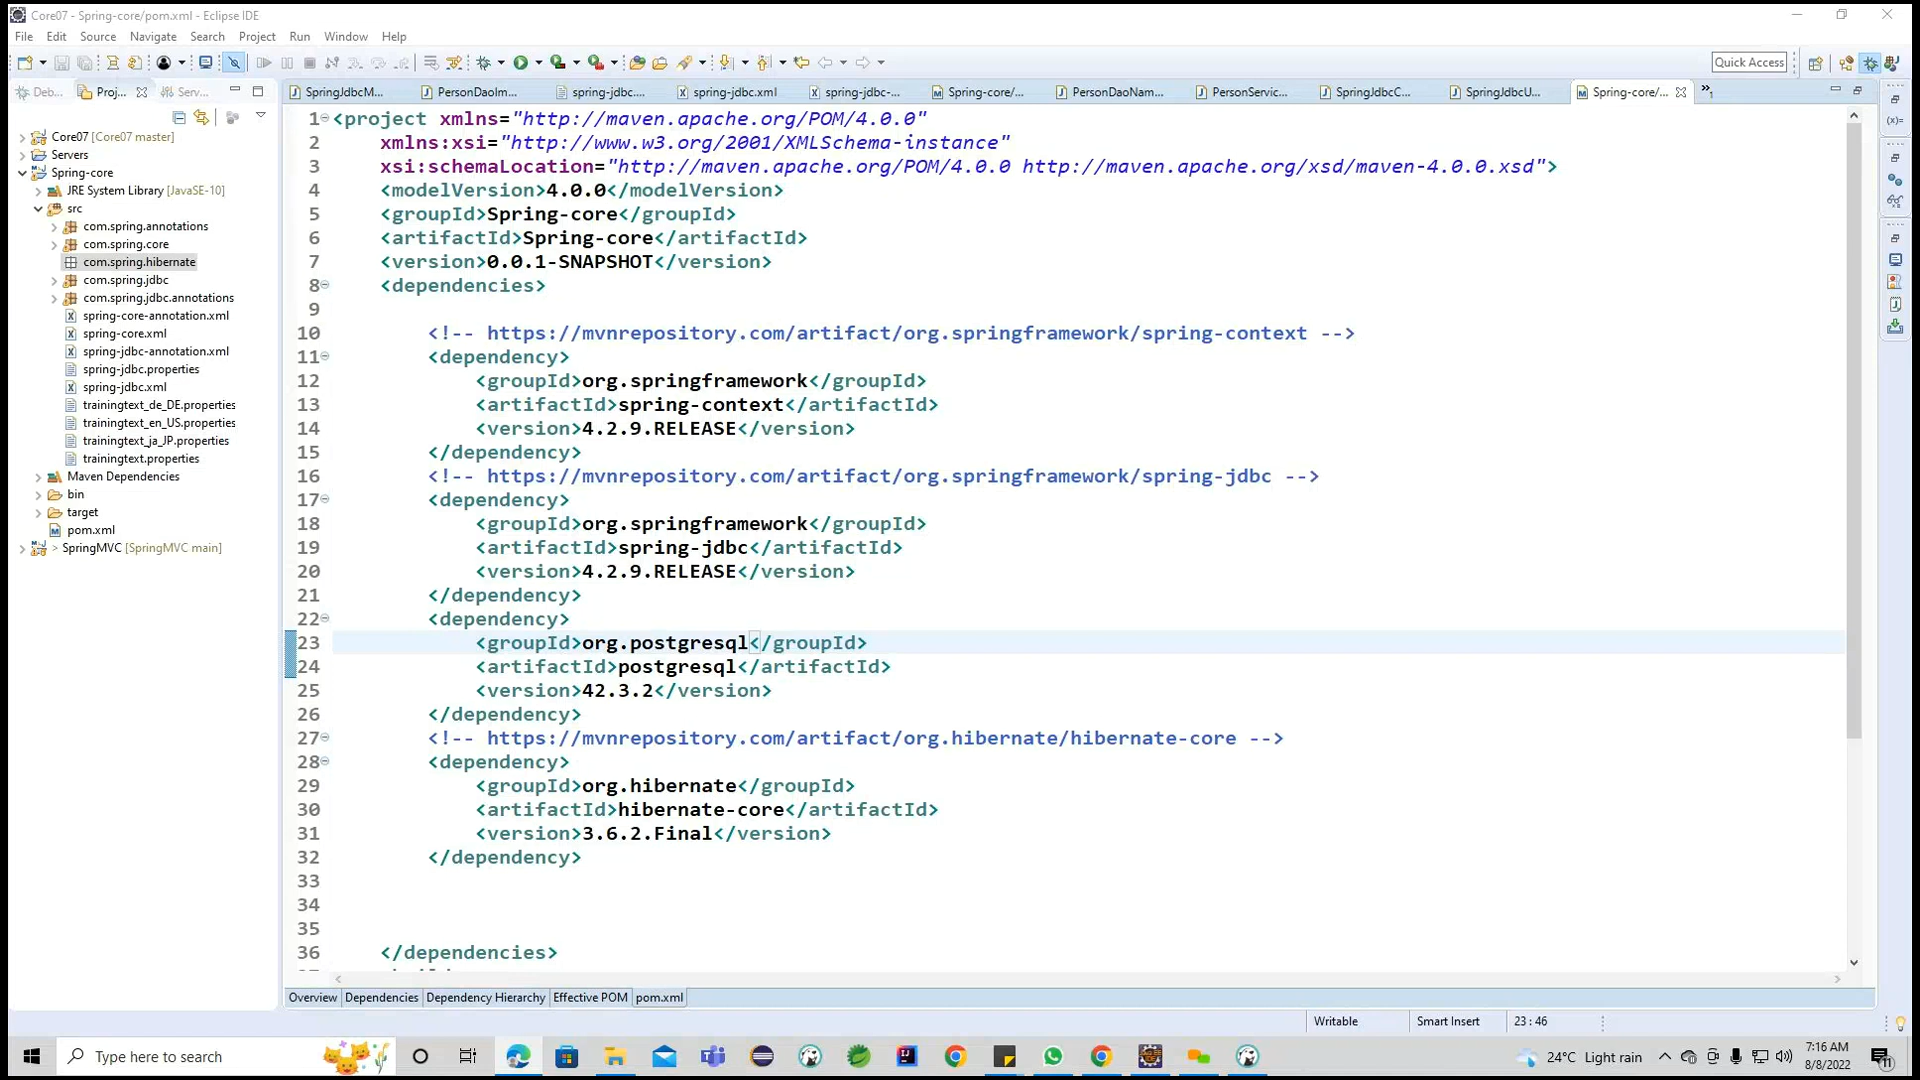 Core07 - Spring-core/pom.xml - Eclipse IDE
File Edit Source Navigate Search Project Run Window Help
Quick Access
Deb... Proj... Serv...
SpringJdbcM... PersonDaoIm... spring-jdbc.... spring-jdbc.xml spring-jdbc-... Spring-core/... PersonDaoNam... PersonServic... SpringJdbcC... SpringJdbcU... Spring-core/...
Core07 [Core07 master]
Servers
Spring-core
JRE System Library [JavaSE-10]
src
com.spring.annotations
com.spring.core
com.spring.hibernate
com.spring.jdbc
com.spring.jdbc.annotations
spring-core-annotation.xml
spring-core.xml
spring-jdbc-annotation.xml
spring-jdbc.properties
spring-jdbc.xml
trainingtext_de_DE.properties
trainingtext_en_US.properties
trainingtext_ja_JP.properties
trainingtext.properties
Maven Dependencies
bin
target
pom.xml
> SpringMVC [SpringMVC main]
1 <project xmlns="http://maven.apache.org/POM/4.0.0"
2 xmlns:xsi="http://www.w3.org/2001/XMLSchema-instance"
3 xsi:schemaLocation="http://maven.apache.org/POM/4.0.0 http://maven.apache.org/xsd/maven-4.0.0.xsd">
4 <modelVersion>4.0.0</modelVersion>
5 <groupId>Spring-core</groupId>
6 <artifactId>Spring-core</artifactId>
7 <version>0.0.1-SNAPSHOT</version>
8 <dependencies>
9
10 <!-- https://mvnrepository.com/artifact/org.springframework/spring-context -->
11 <dependency>
12 <groupId>org.springframework</groupId>
13 <artifactId>spring-context</artifactId>
14 <version>4.2.9.RELEASE</version>
15 </dependency>
16 <!-- https://mvnrepository.com/artifact/org.springframework/spring-jdbc -->
17 <dependency>
18 <groupId>org.springframework</groupId>
19 <artifactId>spring-jdbc</artifactId>
20 <version>4.2.9.RELEASE</version>
21 </dependency>
22 <dependency>
23 <groupId>org.postgresql</groupId>
24 <artifactId>postgresql</artifactId>
25 <version>42.3.2</version>
26 </dependency>
27 <!-- https://mvnrepository.com/artifact/org.hibernate/hibernate-core -->
28 <dependency>
29 <groupId>org.hibernate</groupId>
30 <artifactId>hibernate-core</artifactId>
31 <version>3.6.2.Final</version>
32 </dependency>
33
34
35
36 </dependencies>
Overview Dependencies Dependency Hierarchy Effective POM pom.xml
Writable Smart Insert 23 : 46
Type here to search
24°C Light rain
7:16 AM
8/8/2022
11